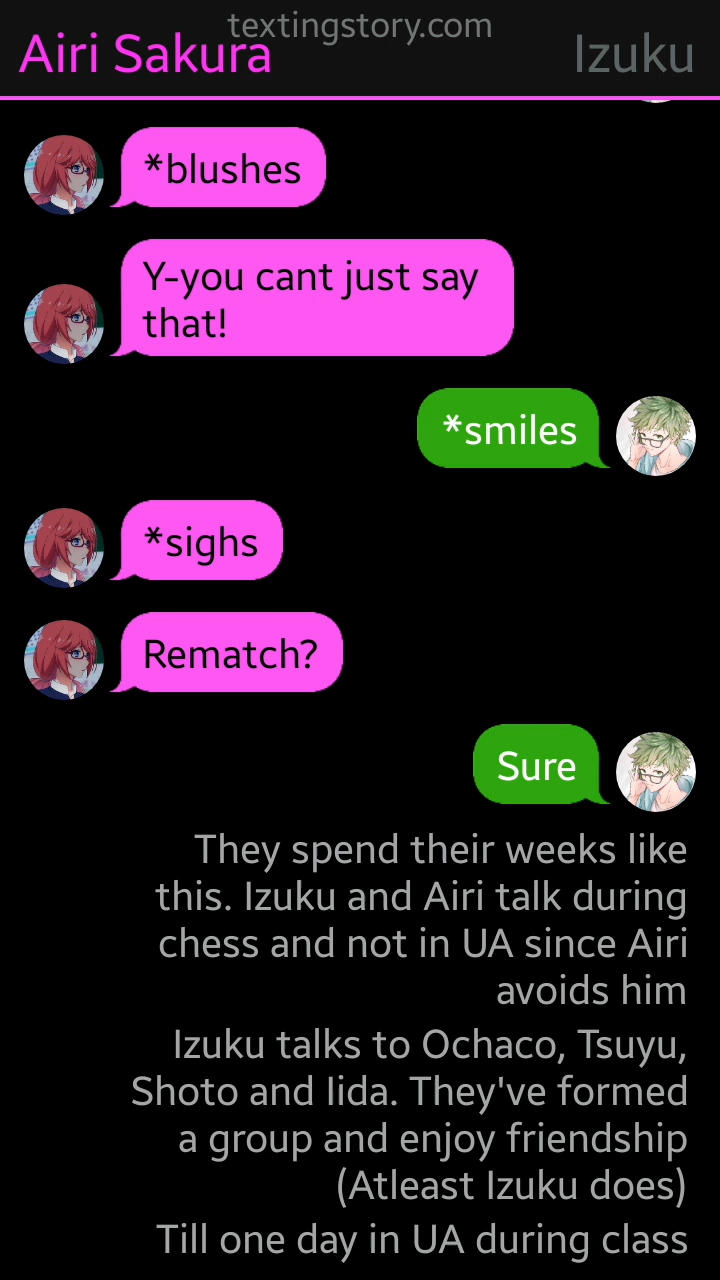 textingstory.com
Airi Sakura
Izuku
*blushes
Y-you cant just say
that!
*smiles
*sighs
Rematch?
Sure
They spend their weeks like
this. Izuku and Airi talk during
chess and not in UA since Airi
avoids him
Izuku talks to Ochaco, Tsuyu,
Shoto and Iida. They've formed
a group and enjoy friendship
(Atleast Izuku does)
Till one day in UA during class